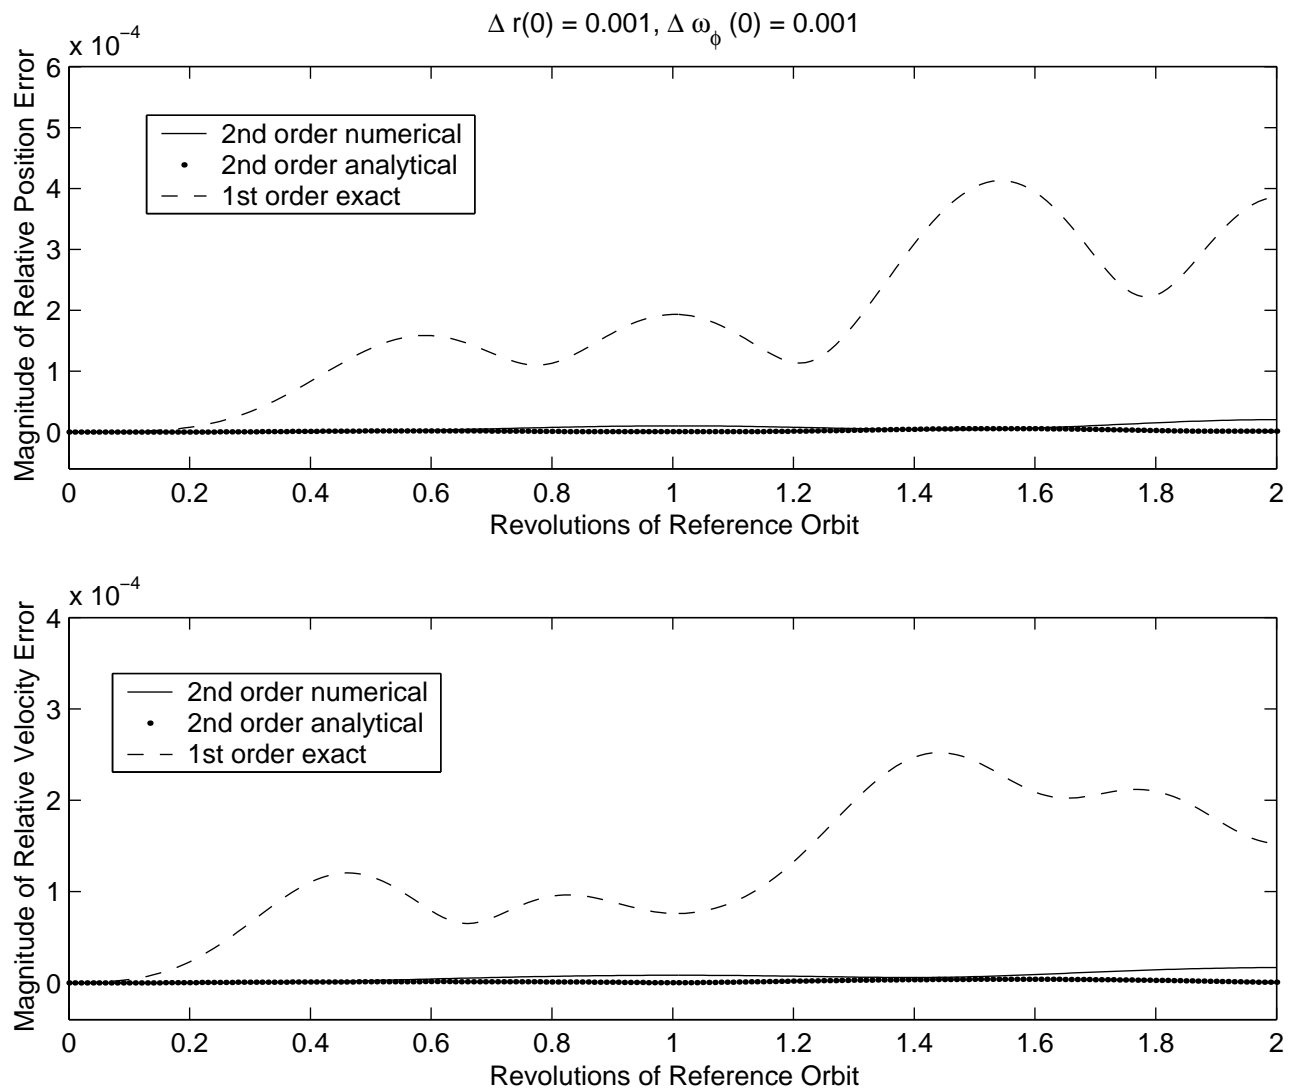 Δ r(0) = 0.001, Δ ω_ϕ (0) = 0.001
x 10^−4
Magnitude of Relative Position Error
6
5
4
3
2
1
0
2nd order numerical
2nd order analytical
1st order exact
0 0.2 0.4 0.6 0.8 1 1.2 1.4 1.6 1.8 2
Revolutions of Reference Orbit
x 10^−4
Magnitude of Relative Velocity Error
4
3
2
1
0
2nd order numerical
2nd order analytical
1st order exact
0 0.2 0.4 0.6 0.8 1 1.2 1.4 1.6 1.8 2
Revolutions of Reference Orbit